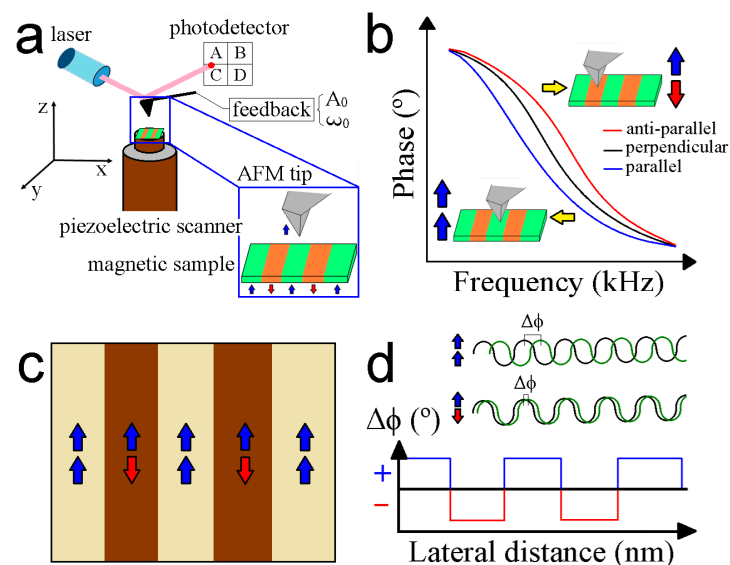 a
laser
photodetector
A B
C D
feedback
A₀
ω₀
z
x
y
AFM tip
piezoelectric scanner
magnetic sample
b
Phase (º)
anti-parallel
perpendicular
parallel
Frequency (kHz)
c
d
Δϕ
Δϕ
Δϕ (º)
+
−
Lateral distance (nm)